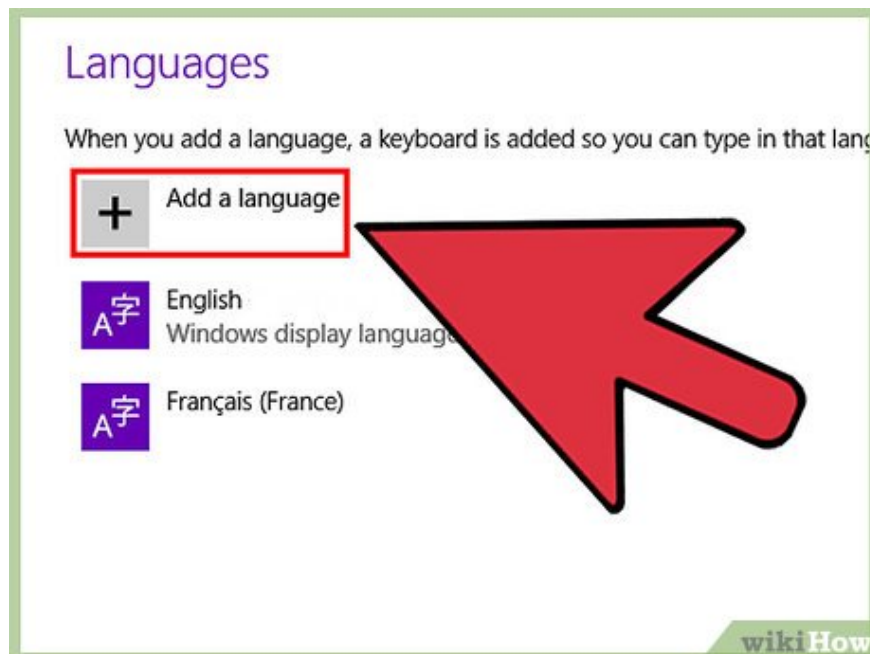 Languages
When you add a language, a keyboard is added so you can type in that lang
Add a language
English
Windows display language
Français (France)
wikiHow